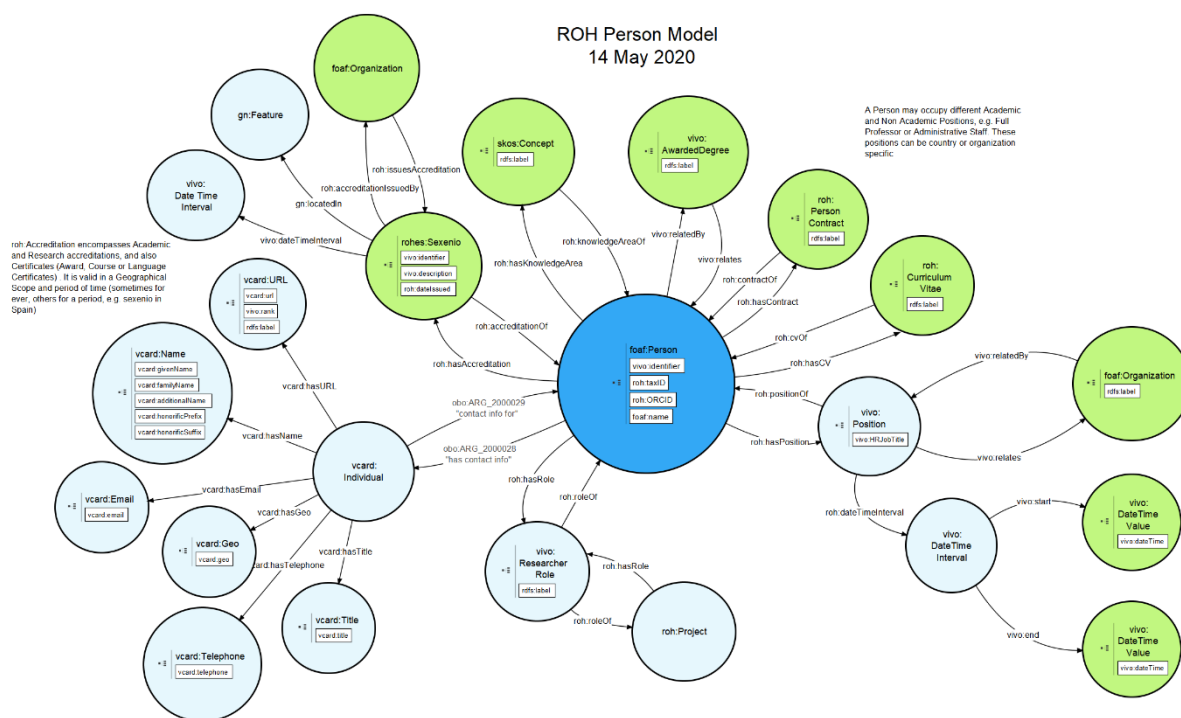 ROH Person Model
14 May 2020
A Person may occupy different Academic
and Non Academic Positions, e.g. Full
Professor or Administrative Staff. These
positions can be country or organization
specific
roh:Accreditation encompasses Academic
and Research accreditations, and also
Certificates (Award, Course or Language
Certificates) . It is valid in a Geographical
Scope and period of time (sometimes for
ever, others for a period, e.g. sexenio in
Spain)
foaf:Organization
gn:Feature
vivo:
Date Time
Interval
roh:issuesAccreditation
roh:accreditationIssuedBy
gn:locatedIn
vivo:dateTimeInterval
rohes:Sexenio
vivo:identifier
vivo:description
roh:dateIssued
skos:Concept
rdfs:label
vivo:
AwardedDegree
rdfs:label
roh:
Person
Contract
rdfs:label
roh:
Curriculum
Vitae
rdfs:label
roh:knowledgeAreaOf
roh:hasKnowledgeArea
vivo:relatedBy
vivo:relates
roh:contractOf
roh:hasContract
roh:cvOf
roh:hasCV
roh:accreditationOf
roh:hasAccreditation
foaf:Person
vivo:identifier
roh:taxID
roh:ORCID
foaf:name
vcard:URL
vcard:url
vivo:rank
rdfs:label
vcard:Name
vcard:givenName
vcard:familyName
vcard:additionalName
vcard:honorificPrefix
vcard:honorificSuffix
vcard:hasURL
vcard:hasName
obo:ARG_2000029
"contact info for"
obo:ARG_2000028
"has contact info"
vcard:
Individual
vcard:hasEmail
vcard:hasGeo
vcard:hasTelephone
vcard:hasTitle
vcard:Email
vcard:email
vcard:Geo
vcard:geo
vcard:Telephone
vcard:telephone
vcard:Title
vcard:title
roh:hasRole
roh:roleOf
vivo:
Researcher
Role
rdfs:label
roh:hasRole
roh:roleOf
roh:Project
roh:positionOf
roh:hasPosition
vivo:
Position
vivo:HRJobTitle
vivo:relatedBy
vivo:relates
foaf:Organization
rdfs:label
roh:dateTimeInterval
vivo:
DateTime
Interval
vivo:start
vivo:end
vivo:
DateTime
Value
vivo:dateTime
vivo:
DateTime
Value
vivo:dateTime